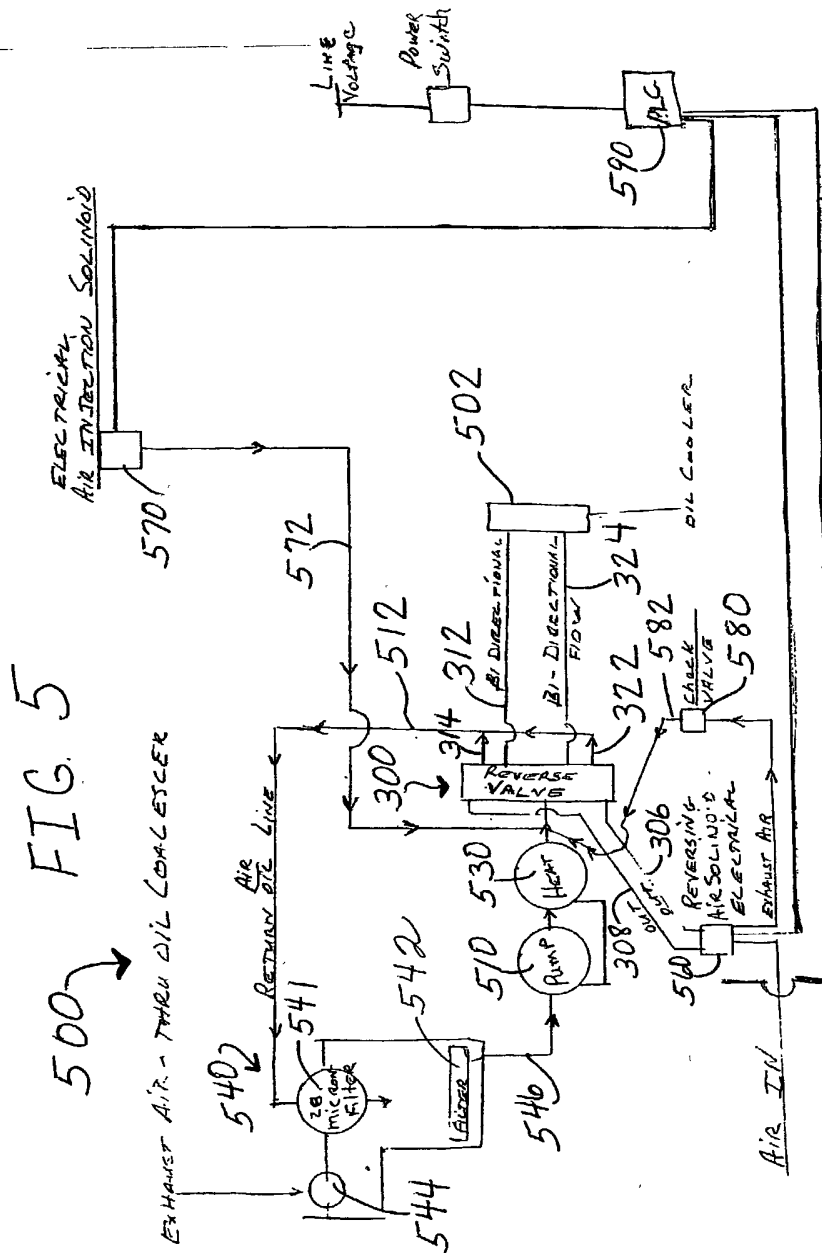 FIG. 5
500
EXHAUST AIR - THRU OIL COALESCER
ELECTRICAL
AIR INJECTION SOLINOID
570
572
LINE
VOLTAGE
POWER
SWITCH
PLC
590
AIR
RETURN OIL LINE
512
540
541
28
MICRON
FILTER
544
FILTER
542
546
PUMP
510
HEAT
530
300
REVERSE
VALVE
314
312
BI DIRECTIONAL
BI-DIRECTIONAL
FLOW
324
322
502
OIL COOLER
308
OUT
OUT
306
582
Check
VALVE
580
REVERSING
AIR SOLINOID
ELECTRICAL
EXHAUST AIR
560
AIR IN